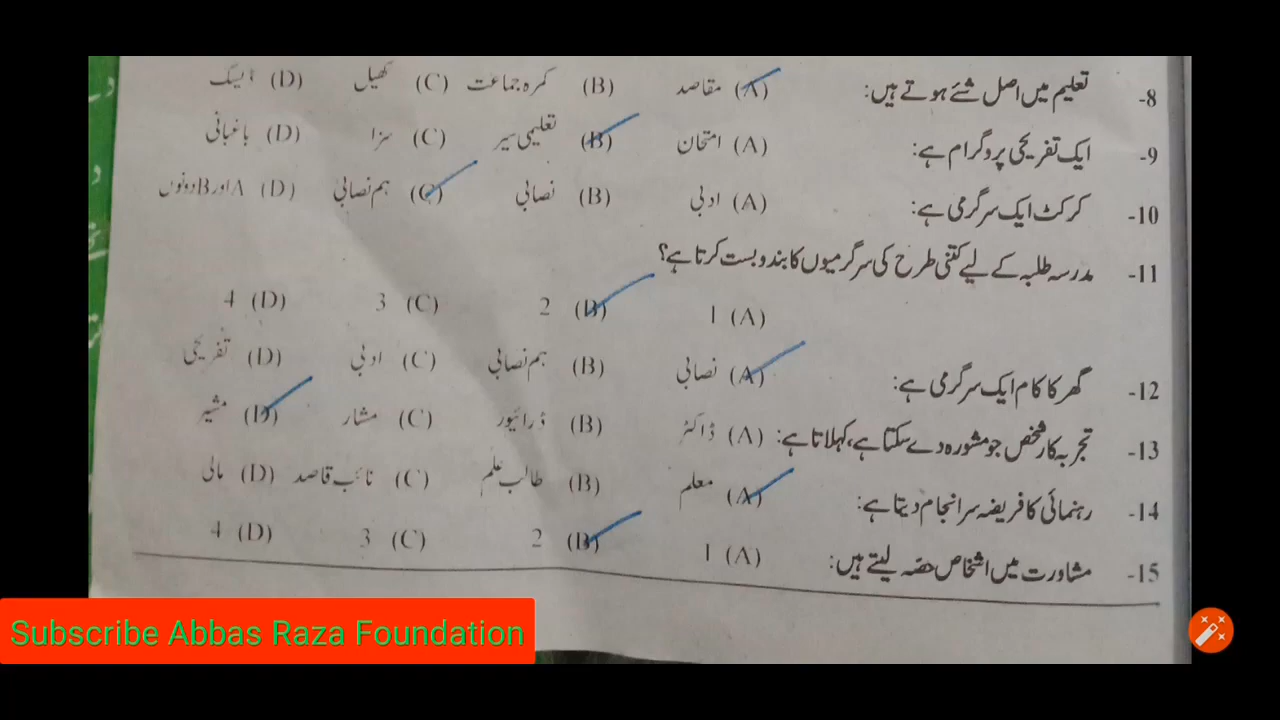 8- تعلیم میں اصل شئے ہوتے ہیں: (A) مقاصد (B) کمرہ جماعت (C) کھیل (D) ڈیسک
9- ایک تفریحی پروگرام ہے: (A) امتحان (B) تعلیمی سیر (C) سزا (D) باغبانی
10- کرکٹ ایک سرگرمی ہے: (A) ادبی (B) نصابی (C) ہم نصابی (D) A اور B دونوں
11- مدرسہ طلبہ کے لیے کتنی طرح کی سرگرمیوں کا بندوبست کرتا ہے؟
(A) 1 (B) 2 (C) 3 (D) 4
12- گھر کا کام ایک سرگرمی ہے: (A) نصابی (B) ہم نصابی (C) ادبی (D) تفریحی
13- تجربہ کار شخص جو مشورہ دے سکتا ہے، کہلاتا ہے: (A) ڈاکٹر (B) ڈرائیور (C) مشار (D) مشیر
14- رہنمائی کا فریضہ سرانجام دیتا ہے: (A) معلم (B) طالب علم (C) نائب قاصد (D) مالی
15- مشاورت میں اشخاص حصّہ لیتے ہیں: (A) 1 (B) 2 (C) 3 (D) 4
Subscribe Abbas Raza Foundation